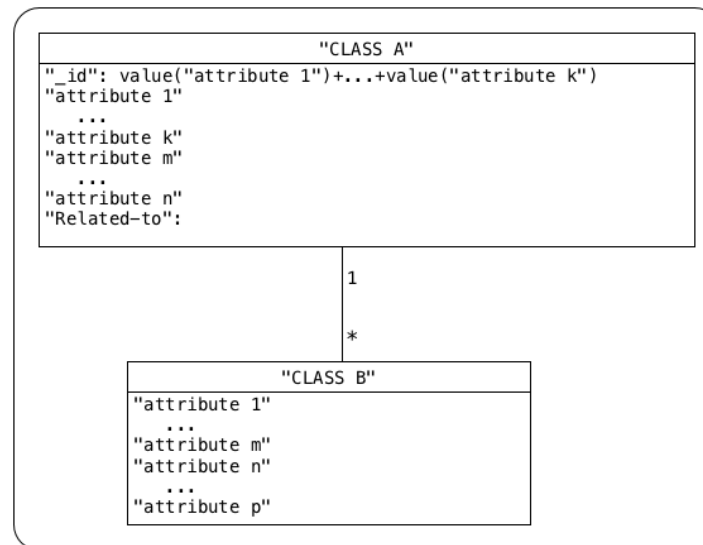 "CLASS A"
"_id": value("attribute 1")+...+value("attribute k")
"attribute 1"
...
"attribute k"
"attribute m"
...
"attribute n"
"Related-to":
1
*
"CLASS B"
"attribute 1"
...
"attribute m"
"attribute n"
...
"attribute p"